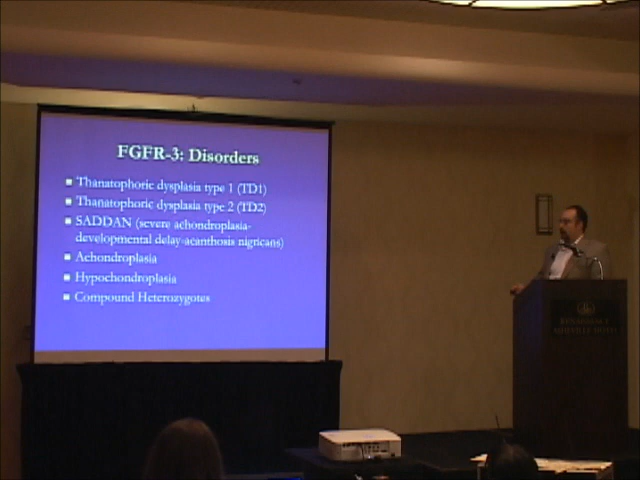 FGFR-3: Disorders
Thanatophoric dysplasia type 1 (TD1)
Thanatophoric dysplasia type 2 (TD2)
SADDAN (severe achondroplasia-
developmental delay-acanthosis nigricans)
Achondroplasia
Hypochondroplasia
Compound Heterozygotes
RENAISSANCE